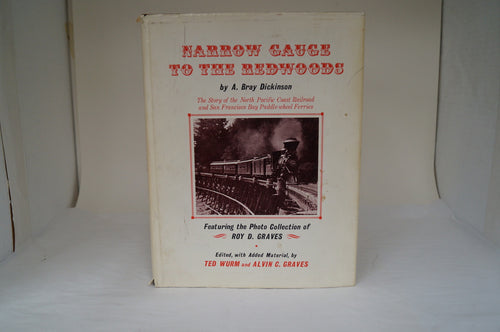 NARROW GAUGE
TO THE REDWOODS
by A. Bray Dickinson
The Story of the North Pacific Coast Railroad
and San Francisco Bay Paddle-wheel Ferries
Featuring the Photo Collection of
ROY D. GRAVES
Edited, with Added Material, by
TED WURM and ALVIN C. GRAVES